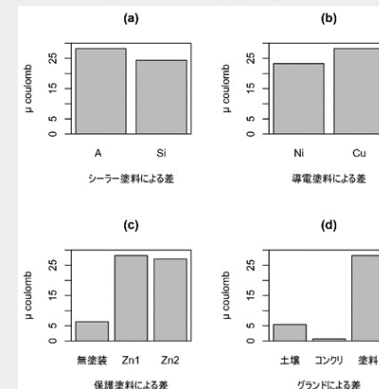 (a)
μ coulomb
5 15 25
0
A Si
シーラー塗料による差
(b)
μ coulomb
5 15 25
0
Ni Cu
導電塗料による差
(c)
μ coulomb
5 15 25
0
無塗装 Zn1 Zn2
保護塗料による差
(d)
μ coulomb
5 15 25
0
土壌 コンクリ 塗料
グランドによる差